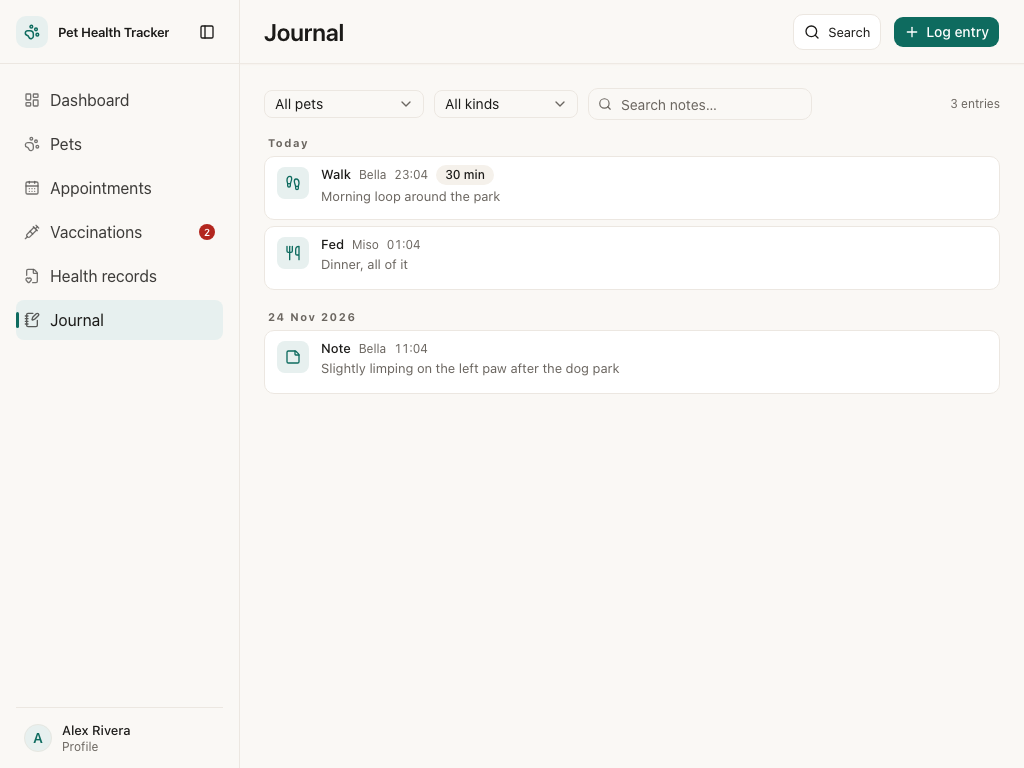 Pet Health Tracker
Dashboard
Pets
Appointments
Vaccinations 2
Health records
Journal
A
Alex Rivera
Profile
Journal
Search
Log entry
All pets
All kinds
Search notes...
3 entries
Today
Walk Bella 23:04 30 min
Morning loop around the park
Fed Miso 01:04
Dinner, all of it
24 Nov 2026
Note Bella 11:04
Slightly limping on the left paw after the dog park